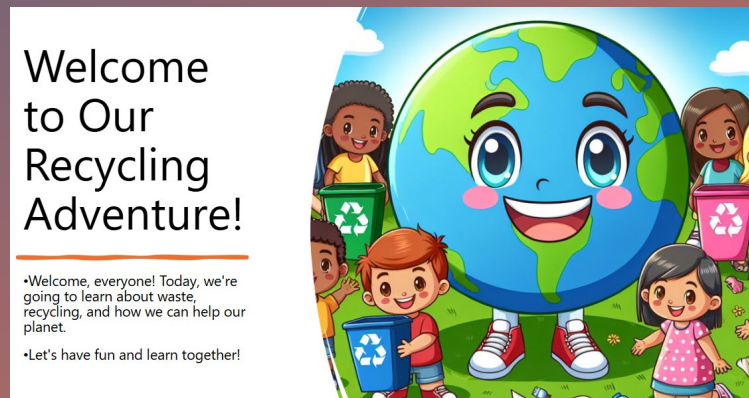 Welcome
to Our
Recycling
Adventure!
•Welcome, everyone! Today, we're
going to learn about waste,
recycling, and how we can help our
planet.
•Let's have fun and learn together!